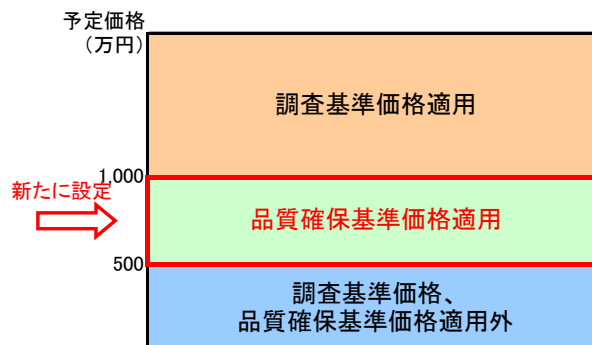 予定価格
（万円）
調査基準価格適用
1,000
新たに設定
品質確保基準価格適用
500
調査基準価格、
品質確保基準価格適用外